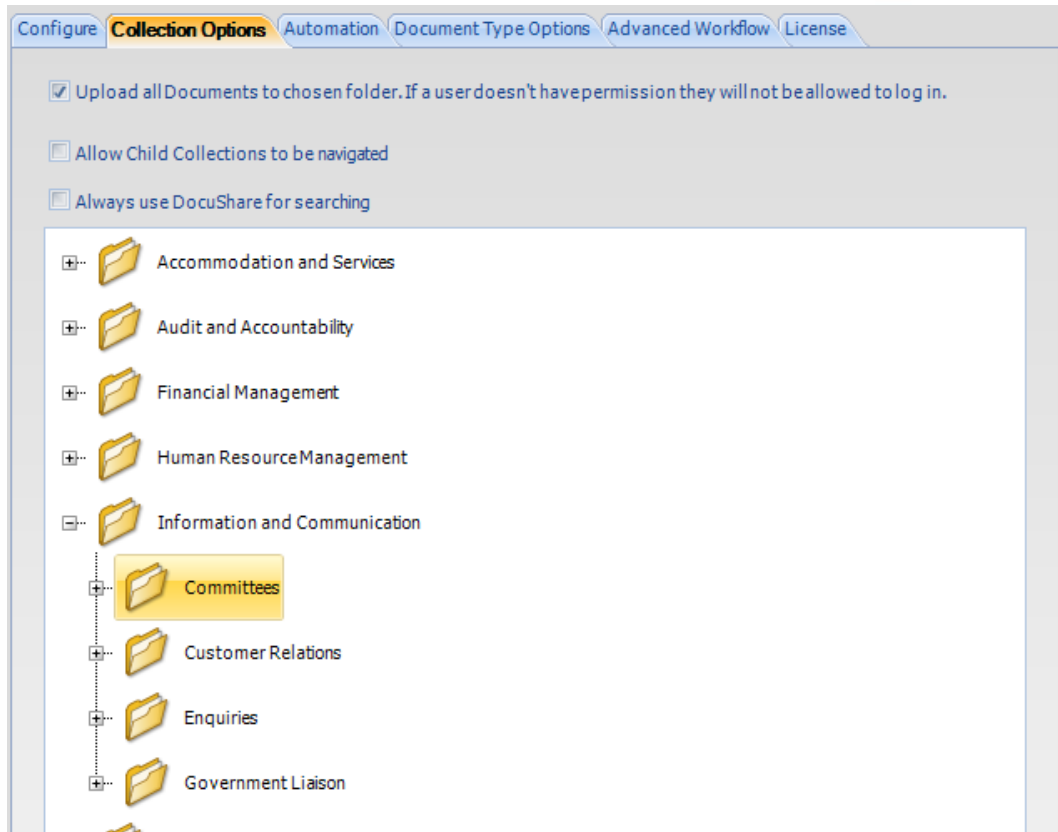 Configure Collection Options Automation Document Type Options Advanced Workflow License
Upload all Documents to chosen folder. If a user doesn't have permission they will not be allowed to log in.
Allow Child Collections to be navigated
Always use DocuShare for searching
Accommodation and Services
Audit and Accountability
Financial Management
Human Resource Management
Information and Communication
Committees
Customer Relations
Enquiries
Government Liaison